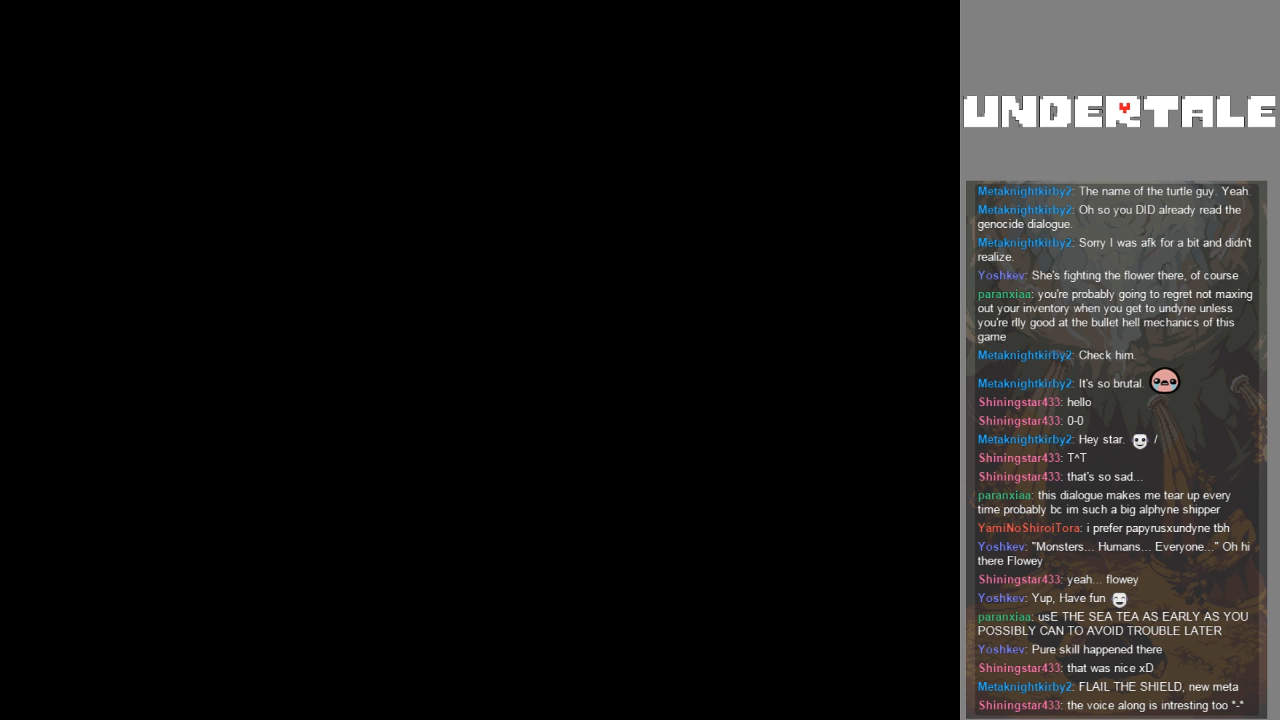 UNDERTALE
Metaknightkirby2: The name of the turtle guy. Yeah.
Metaknightkirby2: Oh so you DID already read the
genocide dialogue.
Metaknightkirby2: Sorry I was afk for a bit and didn't
realize.
Yoshkev: She's fighting the flower there, of course
paranxiaa: you're probably going to regret not maxing
out your inventory when you get to undyne unless
you're rlly good at the bullet hell mechanics of this
game
Metaknightkirby2: Check him.
Metaknightkirby2: It's so brutal.
Shiningstar433: hello
Shiningstar433: 0-0
Metaknightkirby2: Hey star. /
Shiningstar433: T^T
Shiningstar433: that's so sad...
paranxiaa: this dialogue makes me tear up every
time probably bc im such a big alphyne shipper
YamiNoShiroiTora: i prefer papyrusxundyne tbh
Yoshkev: "Monsters... Humans... Everyone..." Oh hi
there Flowey
Shiningstar433: yeah... flowey
Yoshkev: Yup, Have fun
paranxiaa: usE THE SEA TEA AS EARLY AS YOU
POSSIBLY CAN TO AVOID TROUBLE LATER
Yoshkev: Pure skill happened there
Shiningstar433: that was nice xD
Metaknightkirby2: FLAIL THE SHIELD, new meta
Shiningstar433: the voice along is intresting too *-*